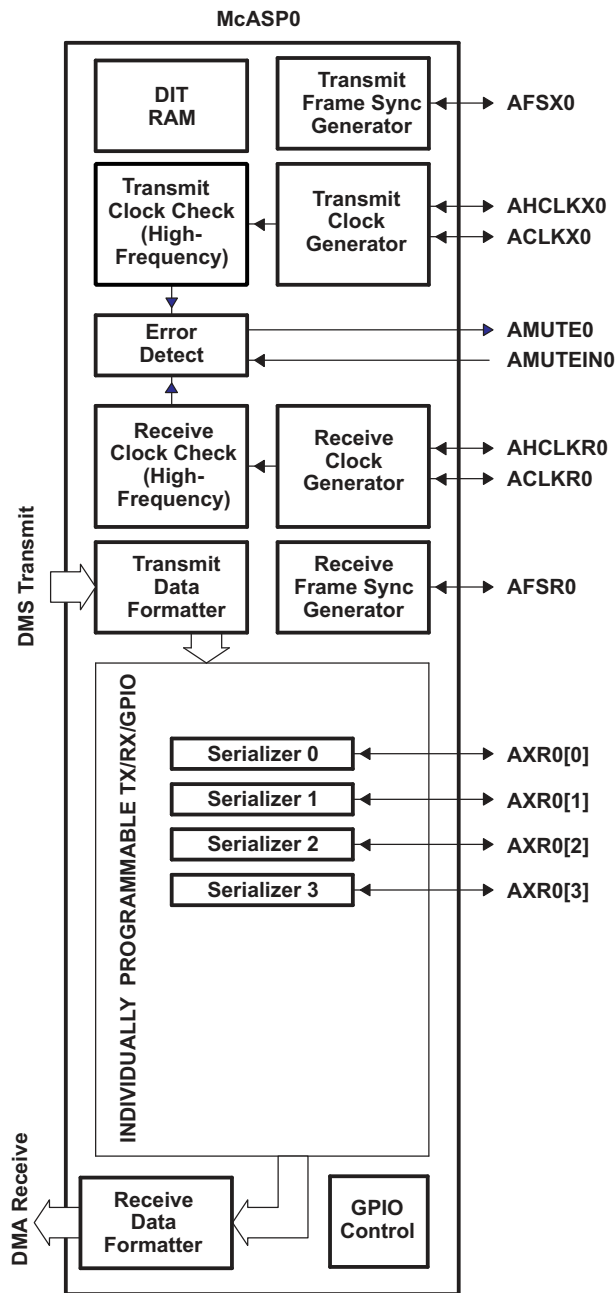 McASP0
DIT
RAM
Transmit
Frame Sync
Generator
AFSX0
Transmit
Clock Check
(High-
Frequency)
Transmit
Clock
Generator
AHCLKX0
ACLKX0
Error
Detect
AMUTE0
AMUTEIN0
Receive
Clock Check
(High-
Frequency)
Receive
Clock
Generator
AHCLKR0
ACLKR0
DMS Transmit
Transmit
Data
Formatter
Receive
Frame Sync
Generator
AFSR0
INDIVIDUALLY PROGRAMMABLE TX/RX/GPIO
Serializer 0
AXR0[0]
Serializer 1
AXR0[1]
Serializer 2
AXR0[2]
Serializer 3
AXR0[3]
DMA Receive
Receive
Data
Formatter
GPIO
Control